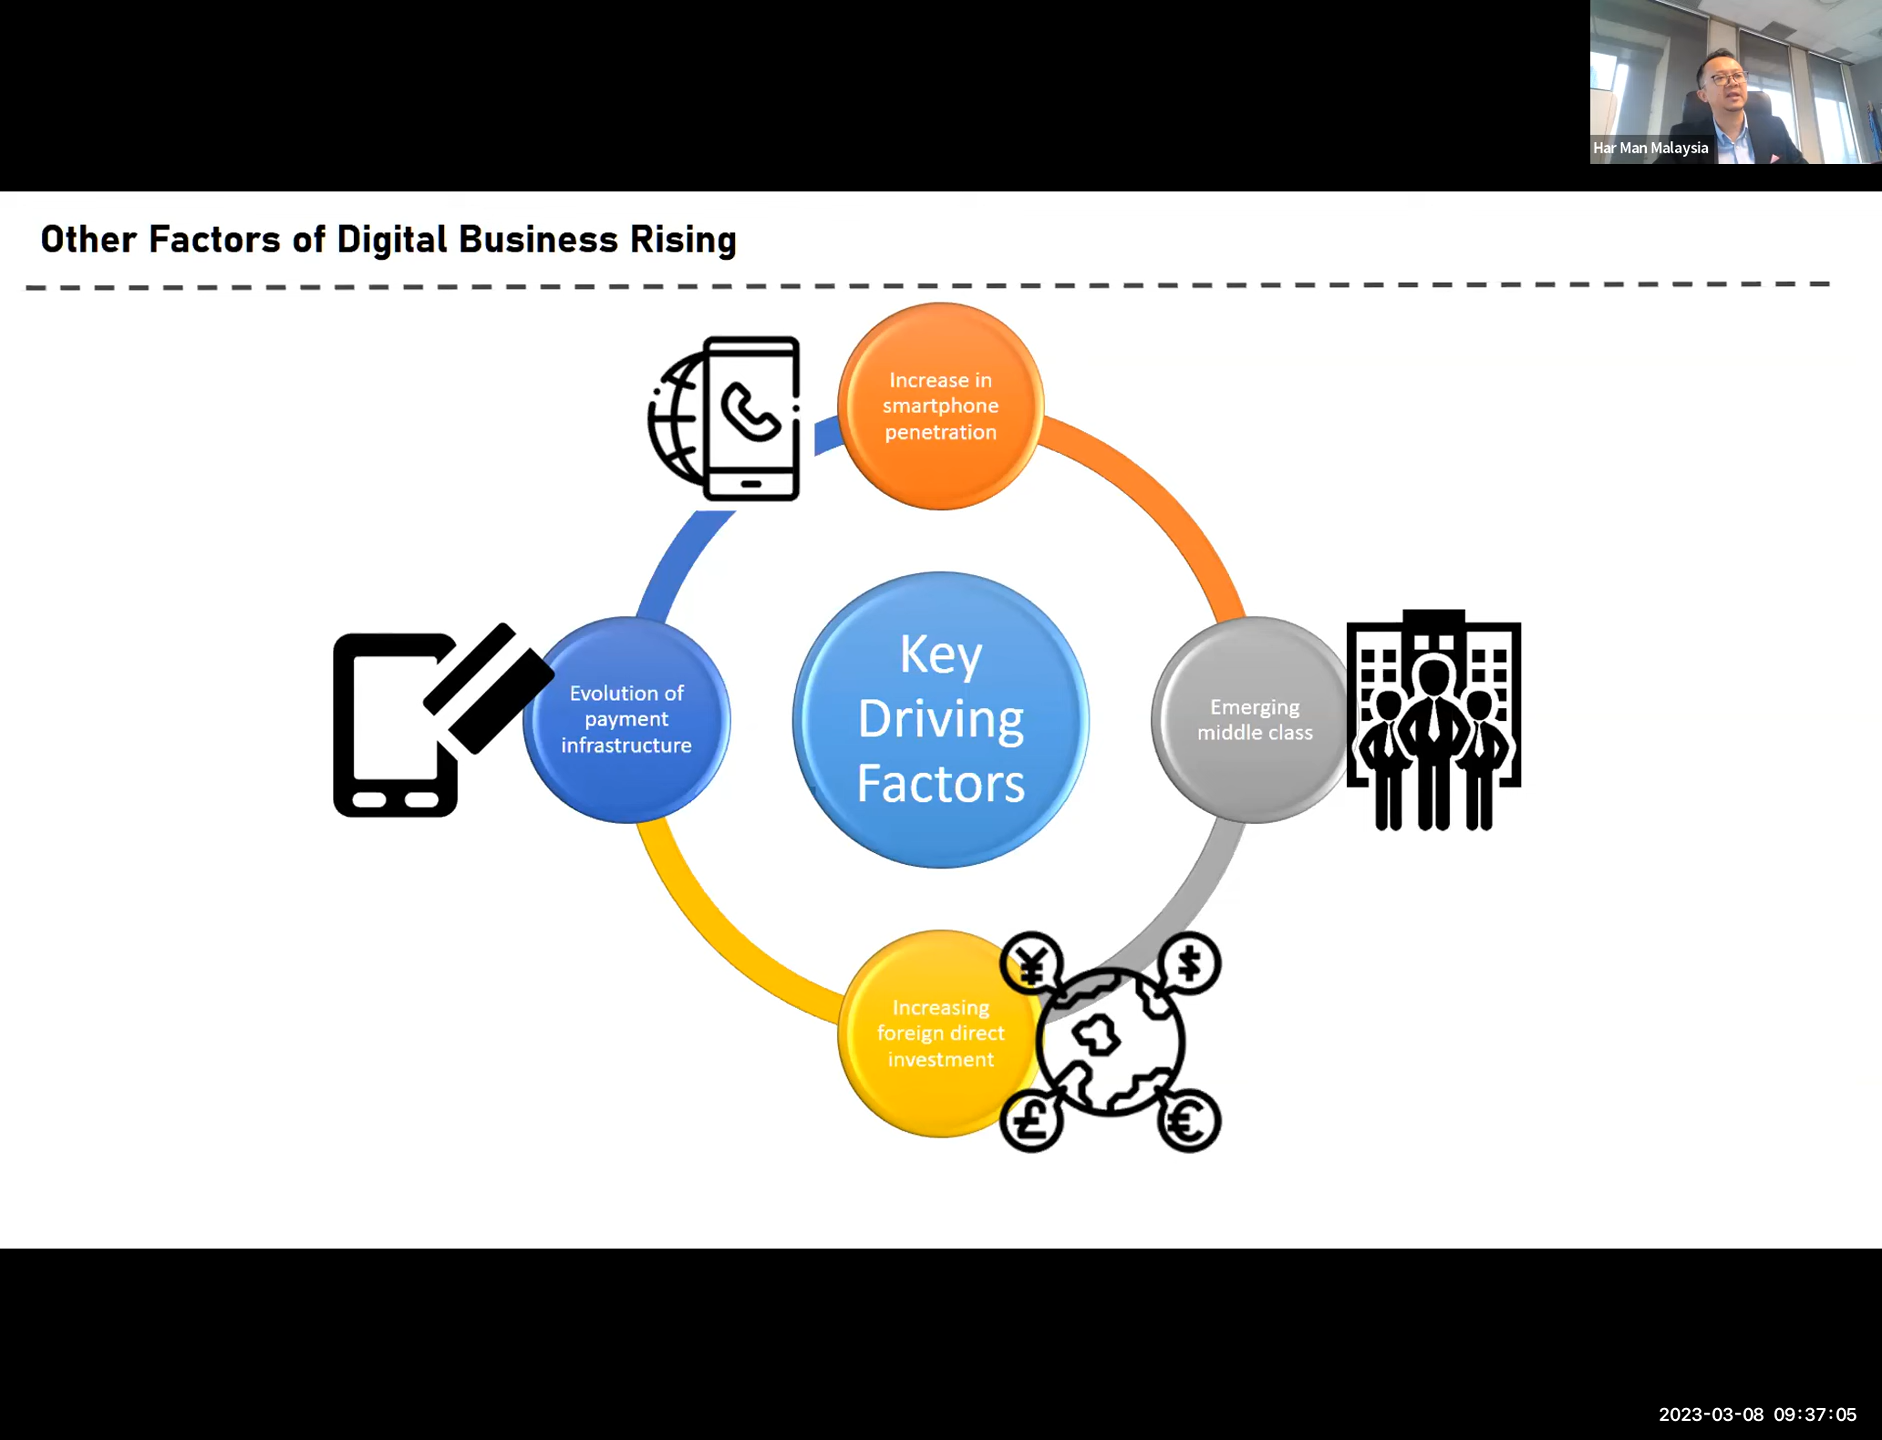 Har Man Malaysia
Other Factors of Digital Business Rising
Increase in
smartphone
penetration
Key
Driving
Factors
Evolution of
payment
infrastructure
Emerging
middle class
Increasing
foreign direct
investment
¥
$
£
€
2023-03-08 09:37:05